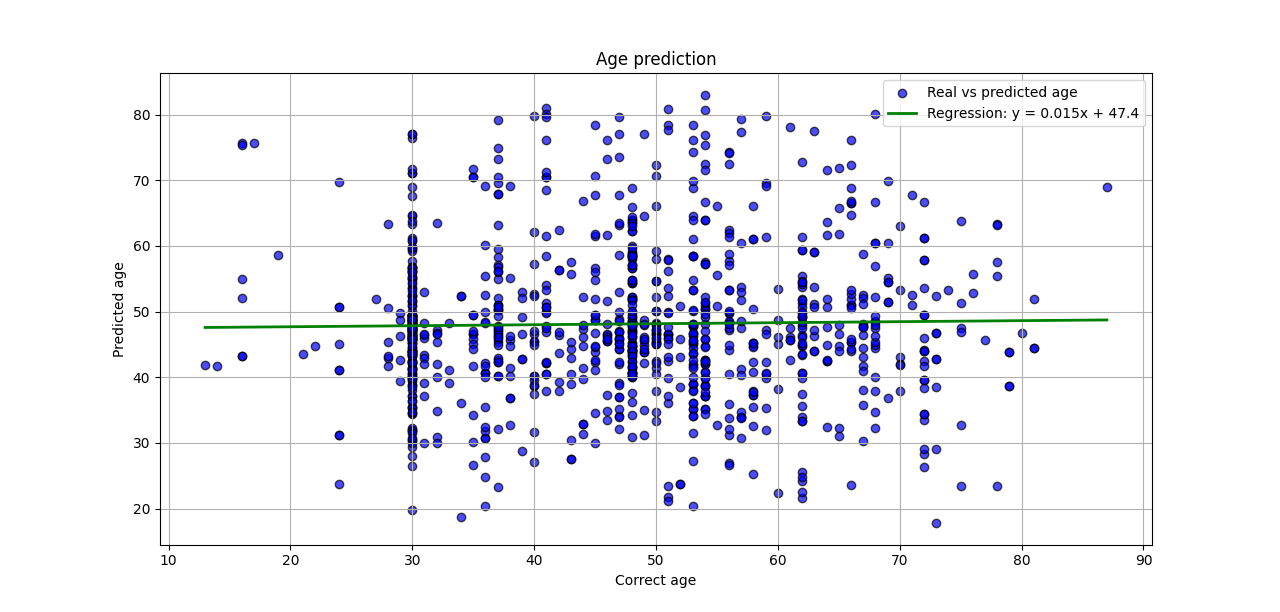 Age prediction
Real vs predicted age
Regression: y = 0.015x + 47.4
Predicted age
80
70
60
50
40
30
20
10 20 30 40 50 60 70 80 90
Correct age